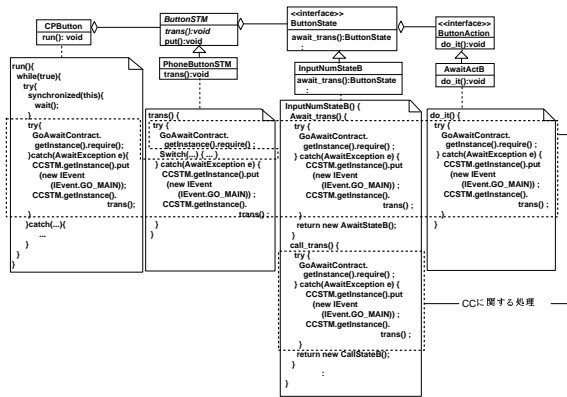 CPButton
run(): void
ButtonSTM
trans():void
put():void
<<interface>>
ButtonState
await_trans():ButtonState
:
<<interface>>
ButtonAction
do_it():void
PhoneButtonSTM
trans():void
InputNumStateB
await_trans():ButtonState
:
AwaitActB
do_it():void
run(){
while(true){
try{
synchronized(this){
wait();
}
try{
GoAwaitContract.
getInstance().require();
}catch(AwaitException e){
CCSTM.getInstance().put
(new IEvent
(IEvent.GO_MAIN));
CCSTM.getInstance().
trans();
}
}catch(...){
...
}
}
}
trans() {
try {
GoAwaitContract.
getInstance().require() ;
Switch(...) { ... }
} catch(AwaitException e) {
CCSTM.getInstance().put
(new IEvent
(IEvent.GO_MAIN)) ;
CCSTM.getInstance().
trans() ;
}
}
InputNumStateB() {
Await_trans() {
try {
GoAwaitContract.
getInstance().require() ;
} catch(AwaitException e) {
CCSTM.getInstance().put
(new IEvent
(IEvent.GO_MAIN)) ;
CCSTM.getInstance().
trans() ;
}
return new AwaitStateB();
}
call_trans() {
try {
GoAwaitContract.
getInstance().require() ;
} catch(AwaitException e) {
CCSTM.getInstance().put
(new IEvent
(IEvent.GO_MAIN)) ;
CCSTM.getInstance().
trans() ;
}
return new CallStateB();
}
:
}
do_it() {
try {
GoAwaitContract.
getInstance().require() ;
} catch(AwaitException e) {
CCSTM.getInstance().put
(new IEvent
(IEvent.GO_MAIN)) ;
CCSTM.getInstance().
trans() ;
}
}
CCに関する処理